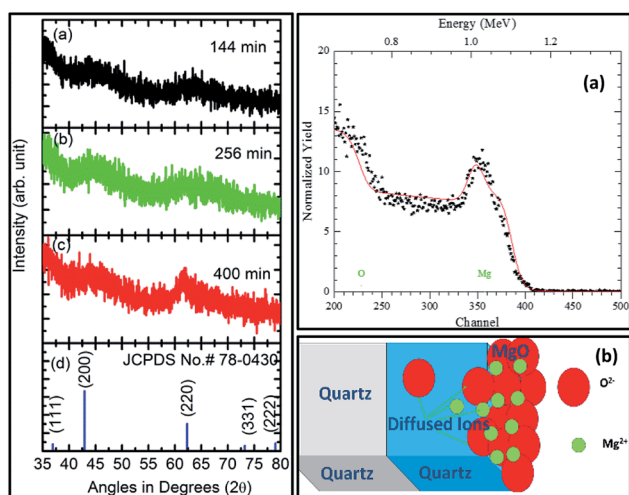 (a)
144 min
(b)
256 min
(c)
400 min
(d)
JCPDS No.# 78-0430
(111)
(200)
(220)
(331)
(222)
35 40 45 50 55 60 65 70 75 80
Angles in Degrees (2θ)
Intensity (arb. unit)
Energy (MeV)
0.8 1.0 1.2
20
15
10
5
0
Normalized Yield
(a)
O
Mg
200 250 300 350 400 450 500
Channel
MgO
(b)
Quartz
Diffused Ions
O2-
Mg2+
Quartz
Quartz